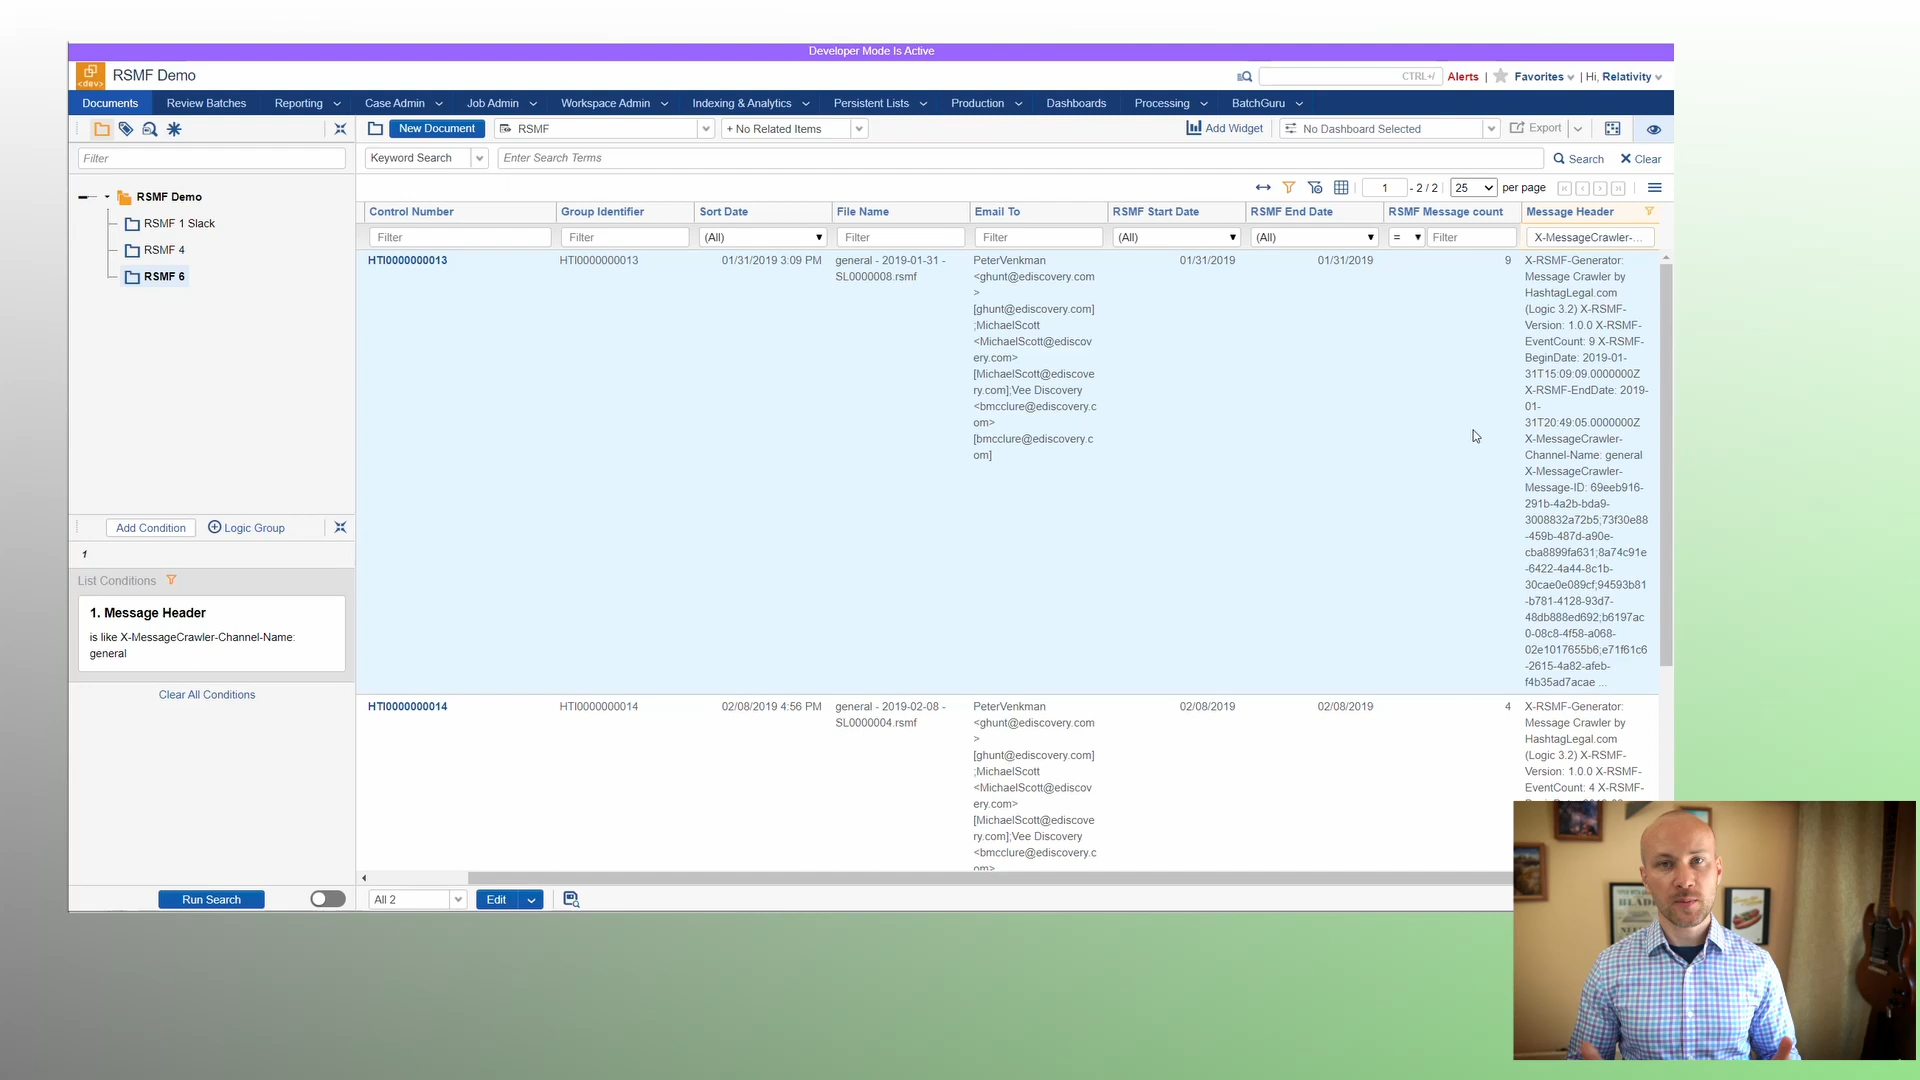 Developer Mode Is Active
<dev>
RSMF Demo
CTRL+/
Alerts | Favorites | Hi, Relativity
Documents Review Batches Reporting Case Admin Job Admin Workspace Admin Indexing & Analytics Persistent Lists Production Dashboards Processing BatchGuru
New Document RSMF + No Related Items Add Widget No Dashboard Selected Export
Filter Keyword Search Enter Search Terms Search Clear
1 - 2 / 2 25 per page
RSMF Demo
RSMF 1 Slack
RSMF 4
RSMF 6
Control Number Group Identifier Sort Date File Name Email To RSMF Start Date RSMF End Date RSMF Message count Message Header
Filter Filter (All) Filter Filter (All) (All) = Filter X-MessageCrawler-...
HTI0000000013 HTI0000000013 01/31/2019 3:09 PM
general - 2019-01-31 -
SL0000008.rsmf
PeterVenkman
<ghunt@ediscovery.com
>
[ghunt@ediscovery.com]
;MichaelScott
<MichaelScott@ediscov
ery.com>
[MichaelScott@ediscove
ry.com];Vee Discovery
<bmcclure@ediscovery.c
om>
[bmcclure@ediscovery.c
om]
01/31/2019 01/31/2019 9
X-RSMF-Generator:
Message Crawler by
HashtagLegal.com
(Logic 3.2) X-RSMF-
Version: 1.0.0 X-RSMF-
EventCount: 9 X-RSMF-
BeginDate: 2019-01-
31T15:09:09.0000000Z
X-RSMF-EndDate: 2019-
01-
31T20:49:05.0000000Z
X-MessageCrawler-
Channel-Name: general
X-MessageCrawler-
Message-ID: 69eeb916-
291b-4a2b-bda9-
3008832a72b5;73f30e88
-459b-487d-a90e-
cba8899fa631;8a74c91e
-6422-4a44-8c1b-
30cae0e089cf;94593b81
-b781-4128-93d7-
48db888ed692;b6197ac
0-08c8-4f58-a068-
02e1017655b6;e71f61c6
-2615-4a82-afeb-
f4b35ad7acae ...
HTI0000000014 HTI0000000014 02/08/2019 4:56 PM
general - 2019-02-08 -
SL0000004.rsmf
PeterVenkman
<ghunt@ediscovery.com
>
[ghunt@ediscovery.com]
;MichaelScott
<MichaelScott@ediscov
ery.com>
[MichaelScott@ediscove
ry.com];Vee Discovery
<bmcclure@ediscovery.c
om>
02/08/2019 02/08/2019 4
X-RSMF-Generator:
Message Crawler by
HashtagLegal.com
(Logic 3.2) X-RSMF-
Version: 1.0.0 X-RSMF-
EventCount: 4 X-RSMF-
Add Condition Logic Group
1
List Conditions
1. Message Header
is like X-MessageCrawler-Channel-Name:
general
Clear All Conditions
Run Search
All 2 Edit